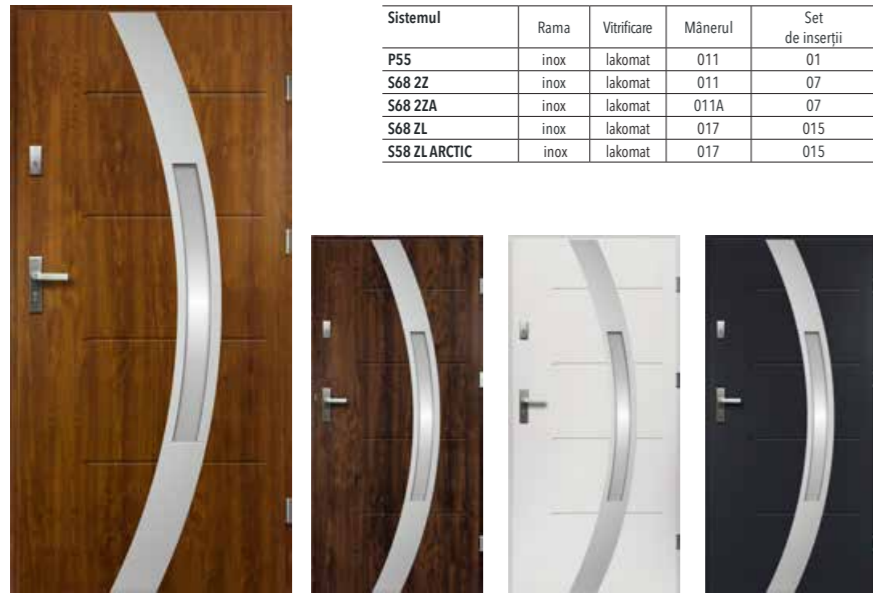 Sistemul Rama Vitrificare Mânerul Set
de inserții
P55 inox lakomat 011 01
S68 2Z inox lakomat 011 07
S68 2ZA inox lakomat 011A 07
S68 ZL inox lakomat 017 015
S58 ZL ARCTIC inox lakomat 017 015